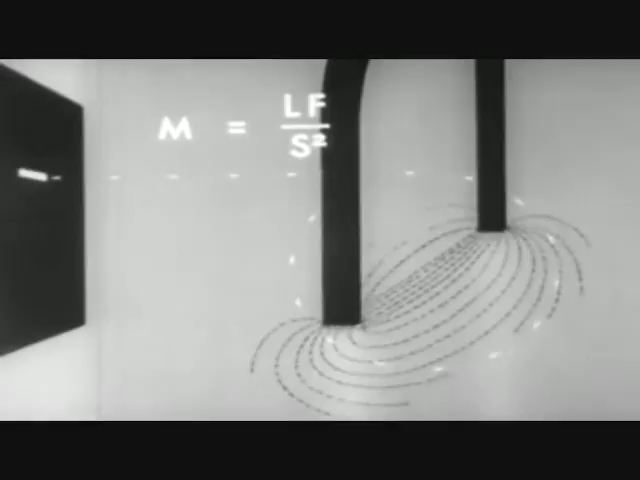 M = LF
S²